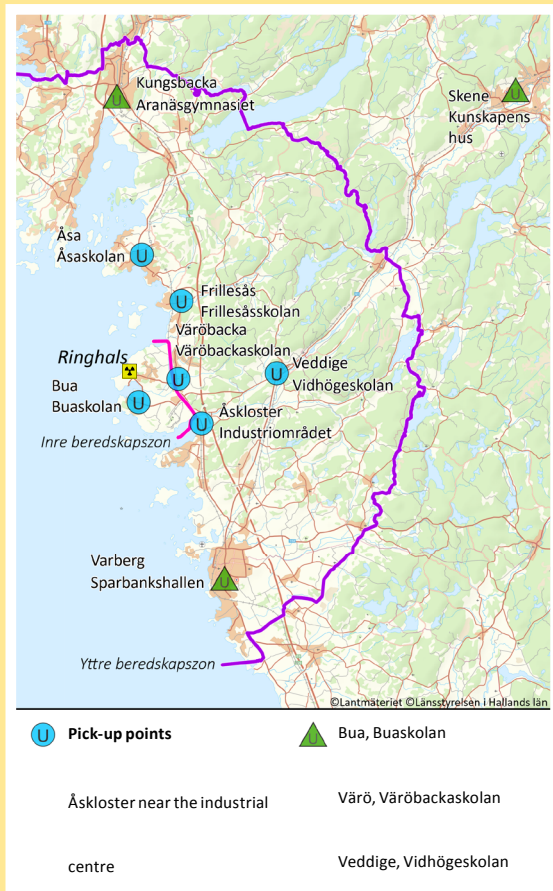 Kungsbacka
Aranäsgymnasiet
U
Skene
Kunskapens
hus
U
Åsa
Åsaskolan
U
U
Frillesås
Frillesåsskolan
Väröbacka
Väröbackaskolan
Ringhals
U
Veddige
Vidhögeskolan
U
Bua
Buaskolan
U
Åskloster
Industriområdet
U
Inre beredskapszon
Varberg
Sparbankshallen
U
Yttre beredskapszon
©Lantmäteriet ©Länsstyrelsen i Hallands län
U Pick-up points
U Bua, Buaskolan
Åskloster near the industrial
Värö, Väröbackaskolan
centre
Veddige, Vidhögeskolan